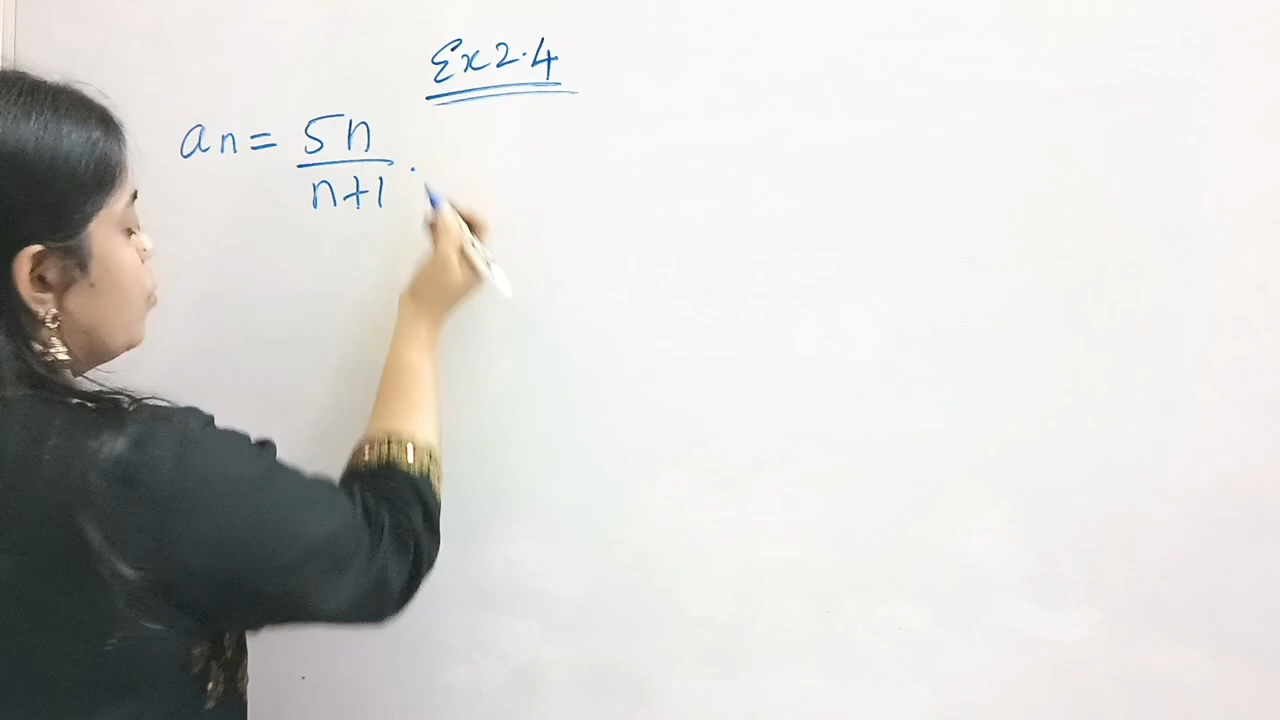 Ex 2.4
an = 5n
n+1 .